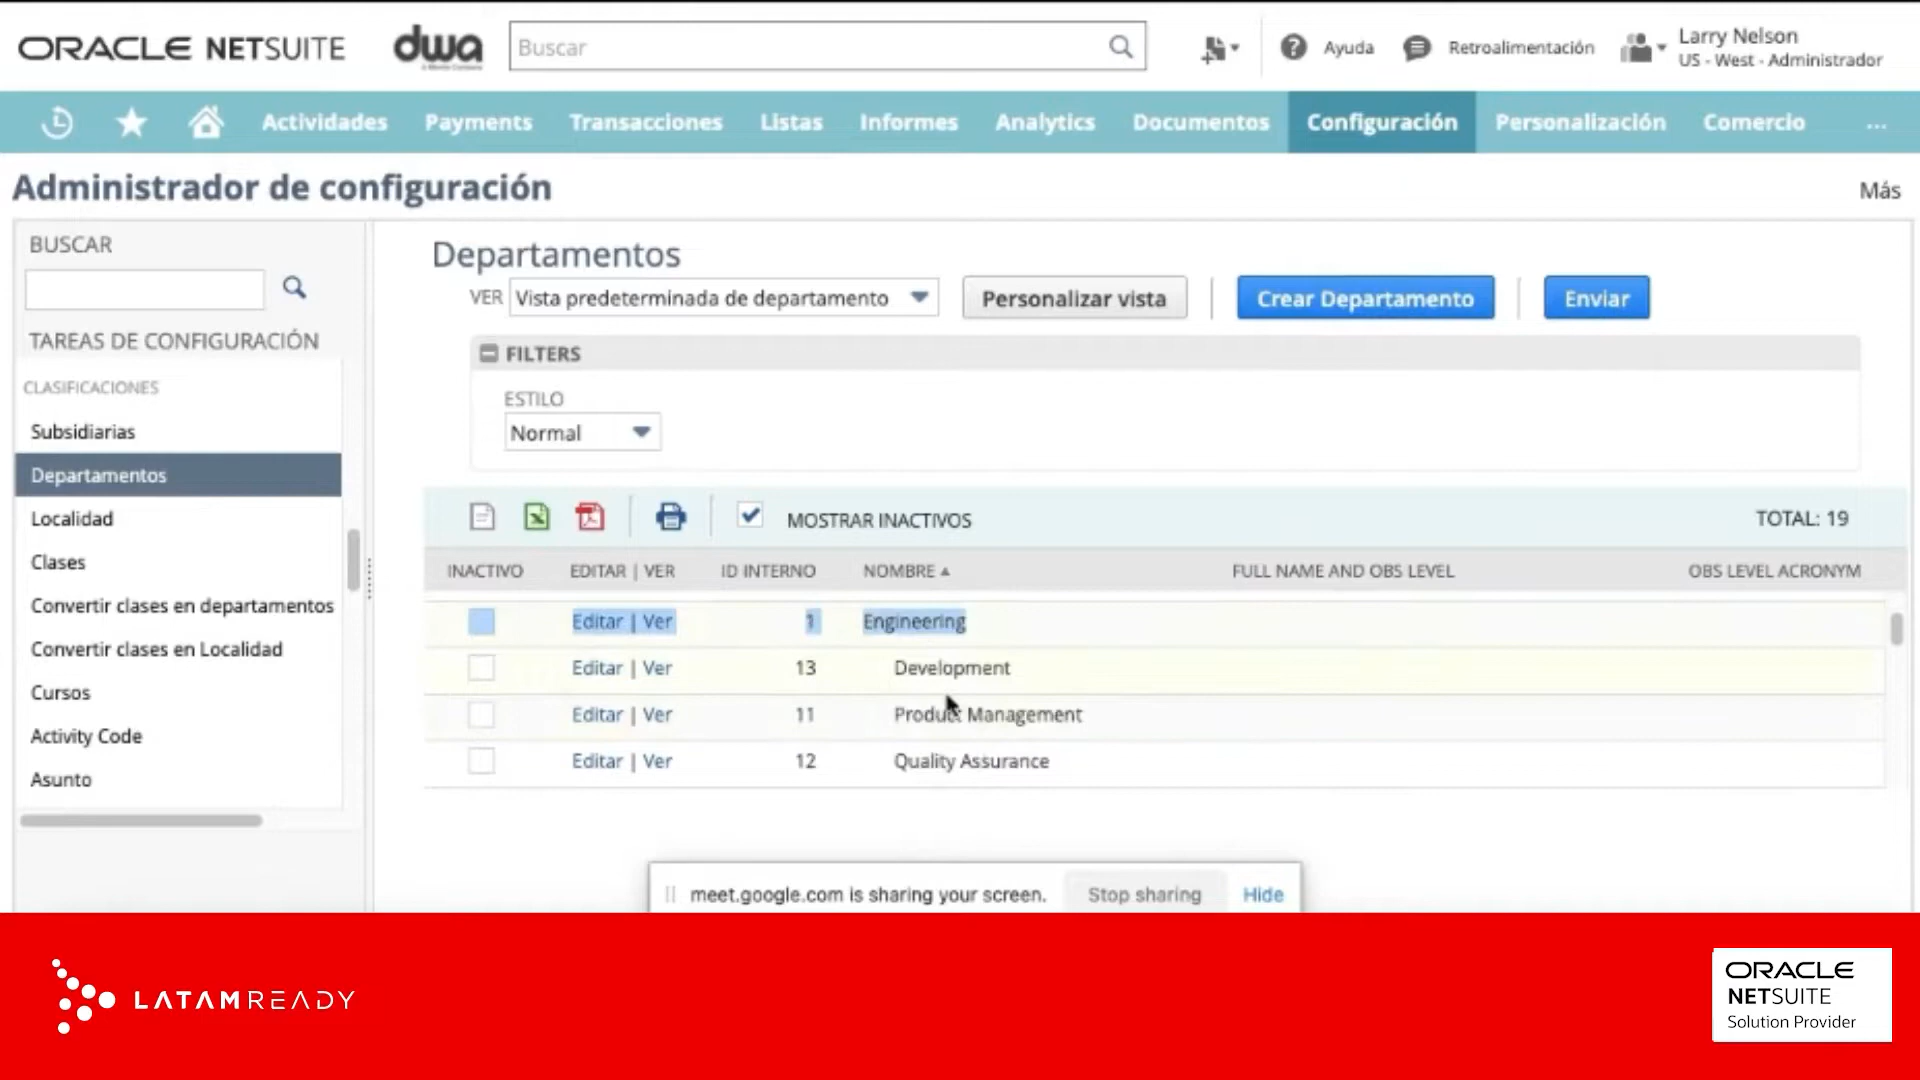 ORACLE NETSUITE
dwa
Buscar
Ayuda
Retroalimentación
Larry Nelson
US - West - Administrador
Actividades
Payments
Transacciones
Listas
Informes
Analytics
Documentos
Configuración
Personalización
Comercio
...
Administrador de configuración
Más
BUSCAR
TAREAS DE CONFIGURACIÓN
CLASIFICACIONES
Subsidiarias
Departamentos
Localidad
Clases
Convertir clases en departamentos
Convertir clases en Localidad
Cursos
Activity Code
Asunto
Departamentos
VER Vista predeterminada de departamento
Personalizar vista
Crear Departamento
Enviar
FILTERS
ESTILO
Normal
MOSTRAR INACTIVOS
TOTAL: 19
INACTIVO EDITAR | VER ID INTERNO NOMBRE FULL NAME AND OBS LEVEL OBS LEVEL ACRONYM
Editar | Ver 1 Engineering
Editar | Ver 13 Development
Editar | Ver 11 Product Management
Editar | Ver 12 Quality Assurance
meet.google.com is sharing your screen. Stop sharing Hide
LATAMREADY
ORACLE
NETSUITE
Solution Provider